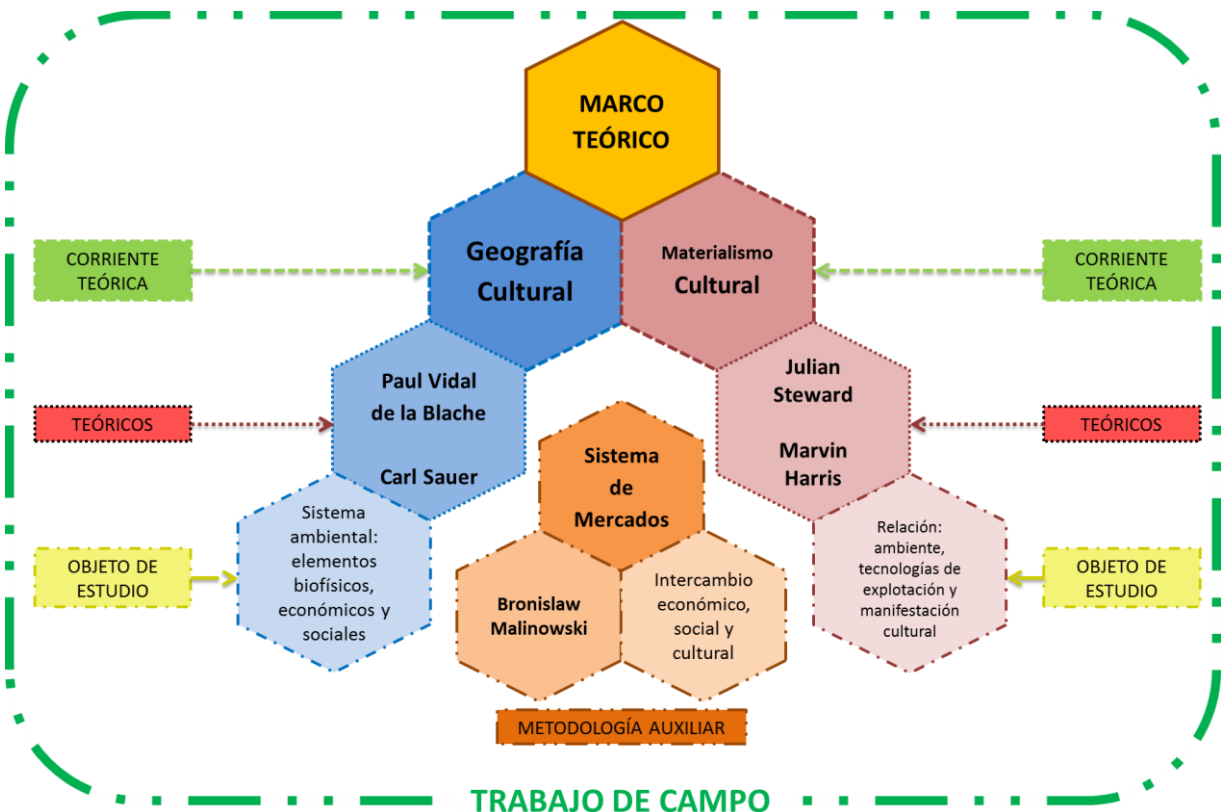 MARCO
TEÓRICO
Geografía
Cultural
Materialismo
Cultural
CORRIENTE
TEÓRICA
CORRIENTE
TEÓRICA
Paul Vidal
de la Blache
Carl Sauer
Julian
Steward
Marvin
Harris
TEÓRICOS
TEÓRICOS
Sistema
de
Mercados
Sistema
ambiental:
elementos
biofísicos,
económicos y
sociales
Relación:
ambiente,
tecnologías de
explotación y
manifestación
cultural
OBJETO DE
ESTUDIO
OBJETO DE
ESTUDIO
Bronislaw
Malinowski
Intercambio
económico,
social y
cultural
METODOLOGÍA AUXILIAR
TRABAJO DE CAMPO